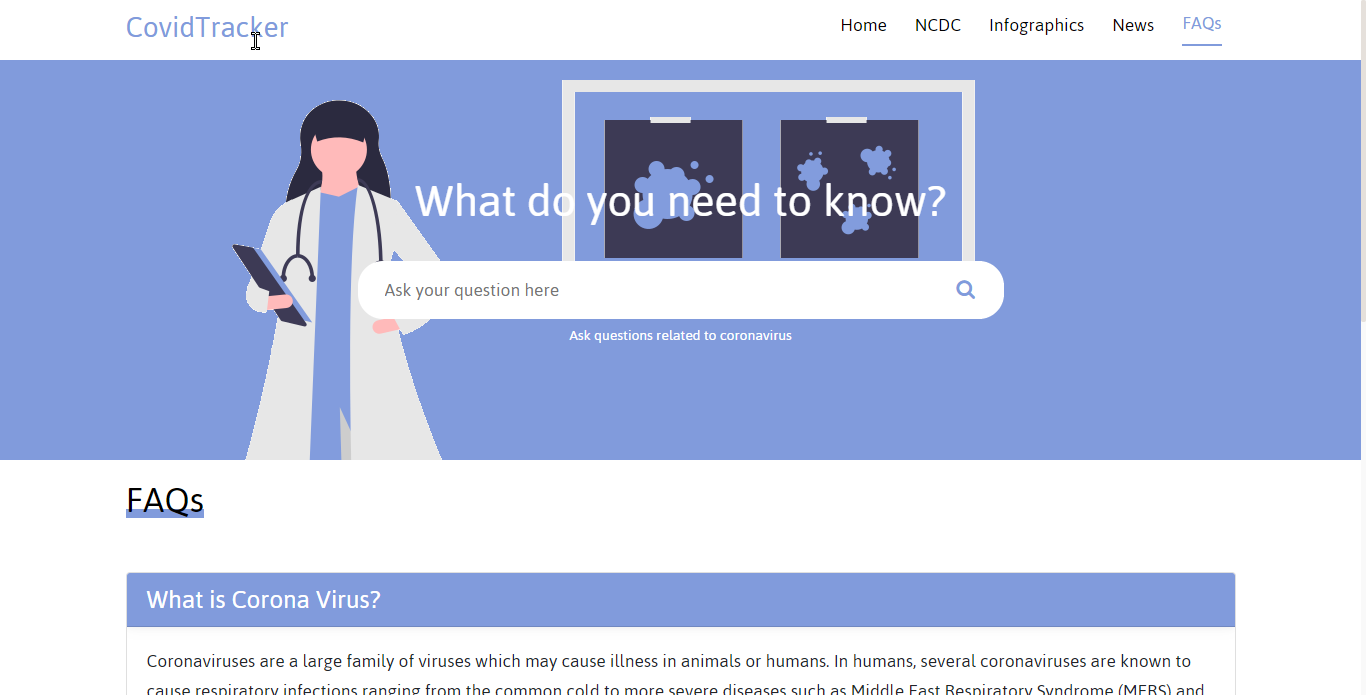 CovidTracker
Home NCDC Infographics News FAQs
What do you need to know?
Ask your question here
Ask questions related to coronavirus
FAQs
What is Corona Virus?
Coronaviruses are a large family of viruses which may cause illness in animals or humans. In humans, several coronaviruses are known to
cause respiratory infections ranging from the common cold to more severe diseases such as Middle East Respiratory Syndrome (MERS) and